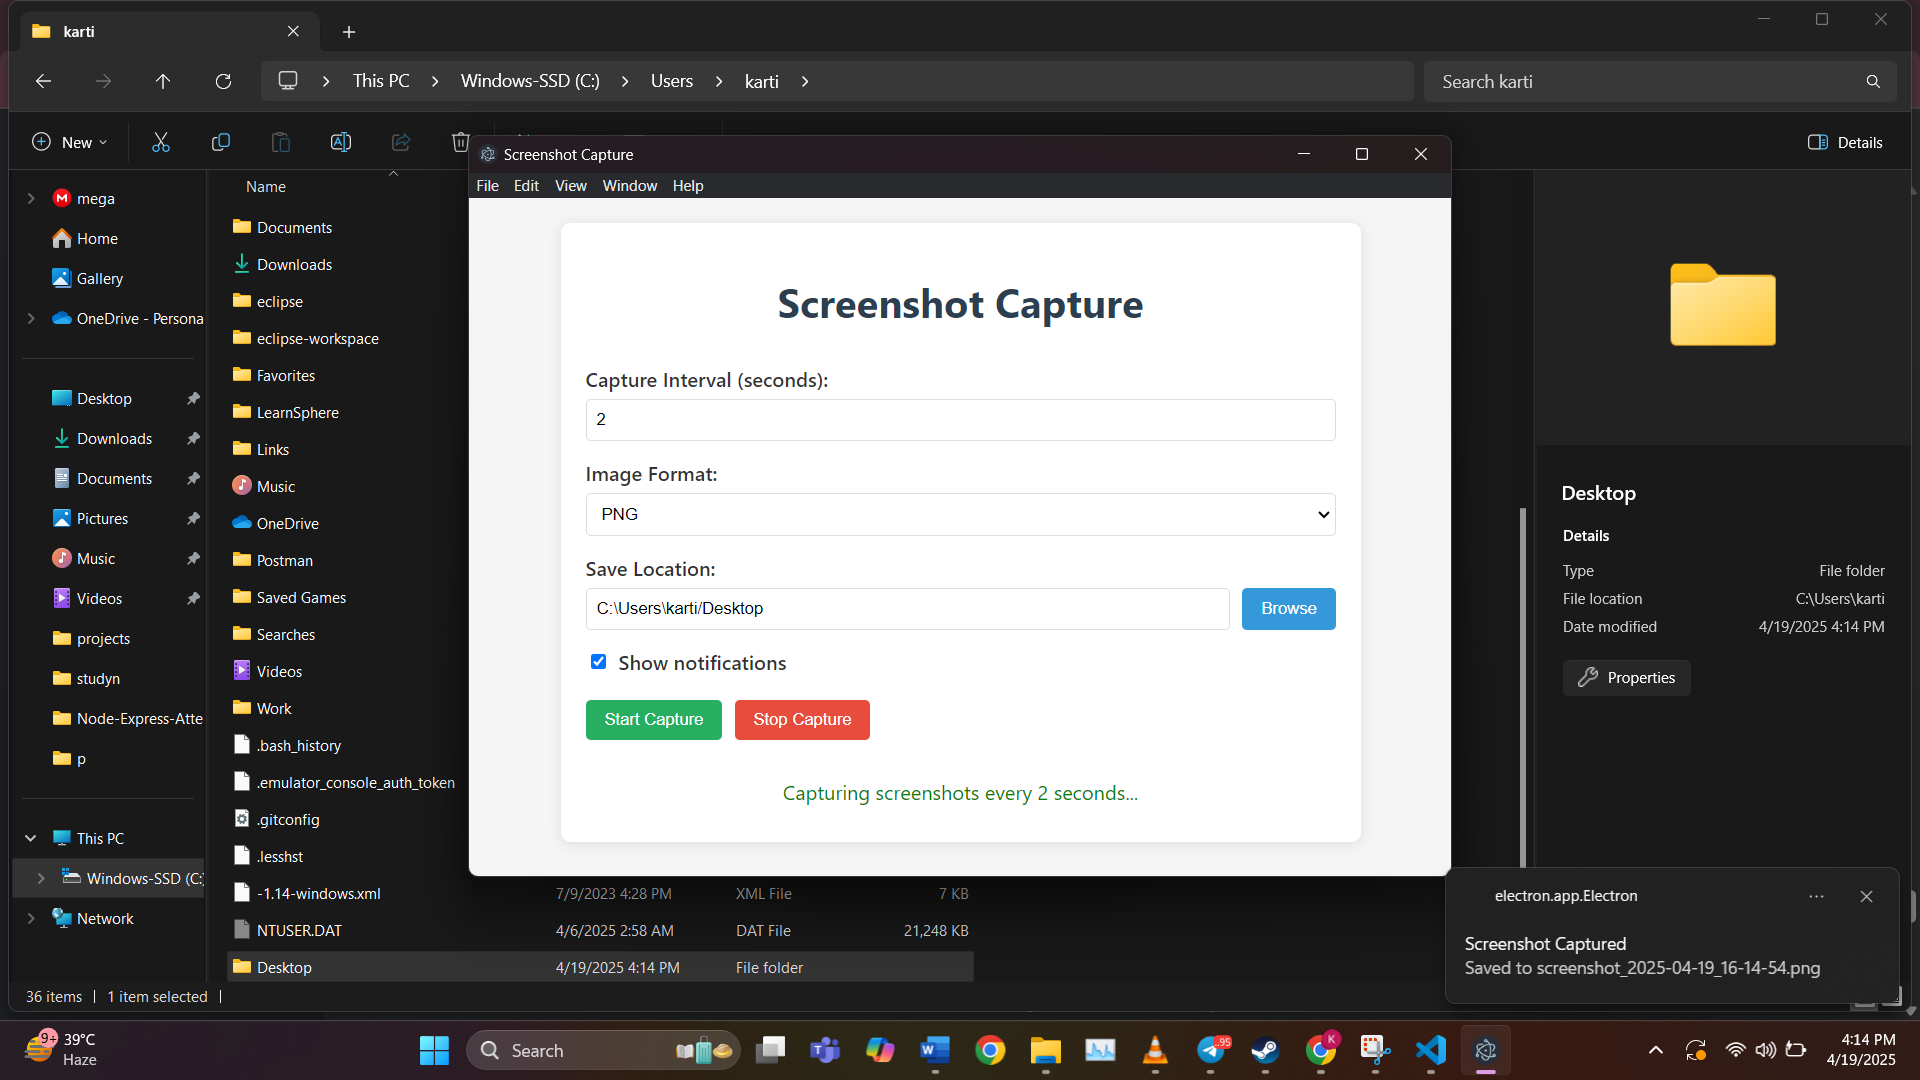 karti
This PC
Windows-SSD (C:)
Users
karti
Search karti
New
Details
mega
Home
Gallery
OneDrive - Persona
Desktop
Downloads
Documents
Pictures
Music
Videos
projects
studyn
Node-Express-Atte
p
This PC
Windows-SSD (C:)
Network
Name
Documents
Downloads
eclipse
eclipse-workspace
Favorites
LearnSphere
Links
Music
OneDrive
Postman
Saved Games
Searches
Videos
Work
.bash_history
.emulator_console_auth_token
.gitconfig
.lesshst
-1.14-windows.xml 7/9/2023 4:28 PM XML File 7 KB
NTUSER.DAT 4/6/2025 2:58 AM DAT File 21,248 KB
Desktop 4/19/2025 4:14 PM File folder
36 items 1 item selected
Screenshot Capture
File Edit View Window Help
Screenshot Capture
Capture Interval (seconds):
2
Image Format:
PNG
Save Location:
C:\Users\karti/Desktop
Browse
Show notifications
Start Capture
Stop Capture
Capturing screenshots every 2 seconds...
Desktop
Details
Type File folder
File location C:\Users\karti
Date modified 4/19/2025 4:14 PM
Properties
electron.app.Electron
Screenshot Captured
Saved to screenshot_2025-04-19_16-14-54.png
9+
39°C
Haze
Search
95
K
4:14 PM
4/19/2025